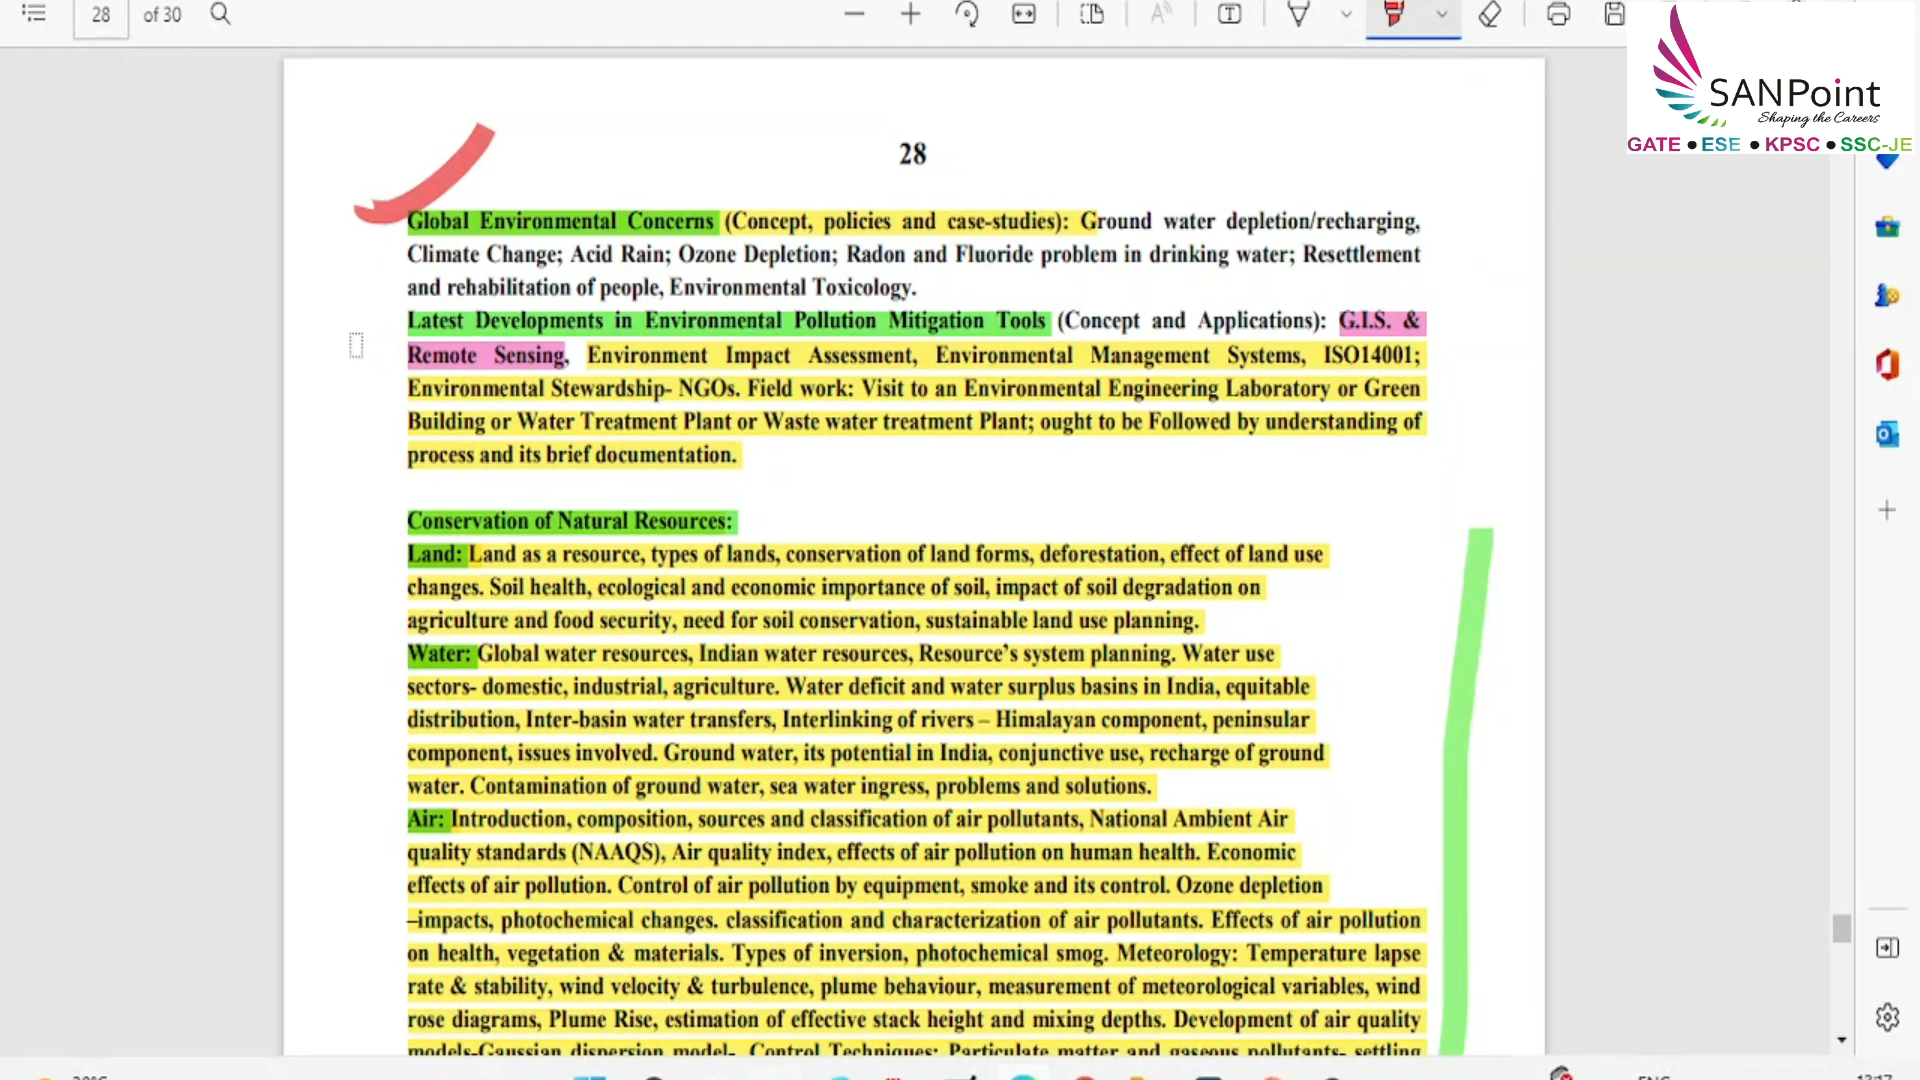 28 of 30
SANPoint
Shaping the Careers
GATE ● ESE ● KPSC ● SSC-JE
28
Global Environmental Concerns (Concept, policies and case-studies): Ground water depletion/recharging,
Climate Change; Acid Rain; Ozone Depletion; Radon and Fluoride problem in drinking water; Resettlement
and rehabilitation of people, Environmental Toxicology.
Latest Developments in Environmental Pollution Mitigation Tools (Concept and Applications): G.I.S. &
Remote Sensing, Environment Impact Assessment, Environmental Management Systems, ISO14001;
Environmental Stewardship- NGOs. Field work: Visit to an Environmental Engineering Laboratory or Green
Building or Water Treatment Plant or Waste water treatment Plant; ought to be Followed by understanding of
process and its brief documentation.
Conservation of Natural Resources:
Land: Land as a resource, types of lands, conservation of land forms, deforestation, effect of land use
changes. Soil health, ecological and economic importance of soil, impact of soil degradation on
agriculture and food security, need for soil conservation, sustainable land use planning.
Water: Global water resources, Indian water resources, Resource’s system planning. Water use
sectors- domestic, industrial, agriculture. Water deficit and water surplus basins in India, equitable
distribution, Inter-basin water transfers, Interlinking of rivers – Himalayan component, peninsular
component, issues involved. Ground water, its potential in India, conjunctive use, recharge of ground
water. Contamination of ground water, sea water ingress, problems and solutions.
Air: Introduction, composition, sources and classification of air pollutants, National Ambient Air
quality standards (NAAQS), Air quality index, effects of air pollution on human health. Economic
effects of air pollution. Control of air pollution by equipment, smoke and its control. Ozone depletion
–impacts, photochemical changes. classification and characterization of air pollutants. Effects of air pollution
on health, vegetation & materials. Types of inversion, photochemical smog. Meteorology: Temperature lapse
rate & stability, wind velocity & turbulence, plume behaviour, measurement of meteorological variables, wind
rose diagrams, Plume Rise, estimation of effective stack height and mixing depths. Development of air quality
models-Gaussian dispersion model-. Control Techniques: Particulate matter and gaseous pollutants- settling